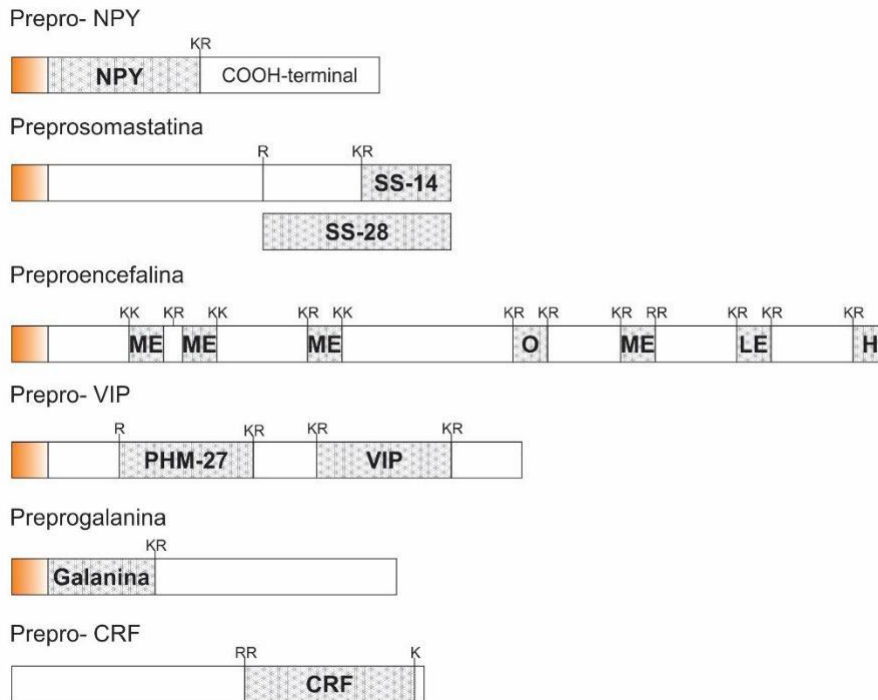 Prepro- NPY
KR
NPY COOH-terminal
Preprosomastatina
R KR
SS-14
SS-28
Preproencefalina
KK KR KK KR KK KR KR KR RR KR KR KR
ME ME ME O ME LE H
Prepro- VIP
R KR KR KR
PHM-27 VIP
Preprogalanina
KR
Galanina
Prepro- CRF
RR K
CRF